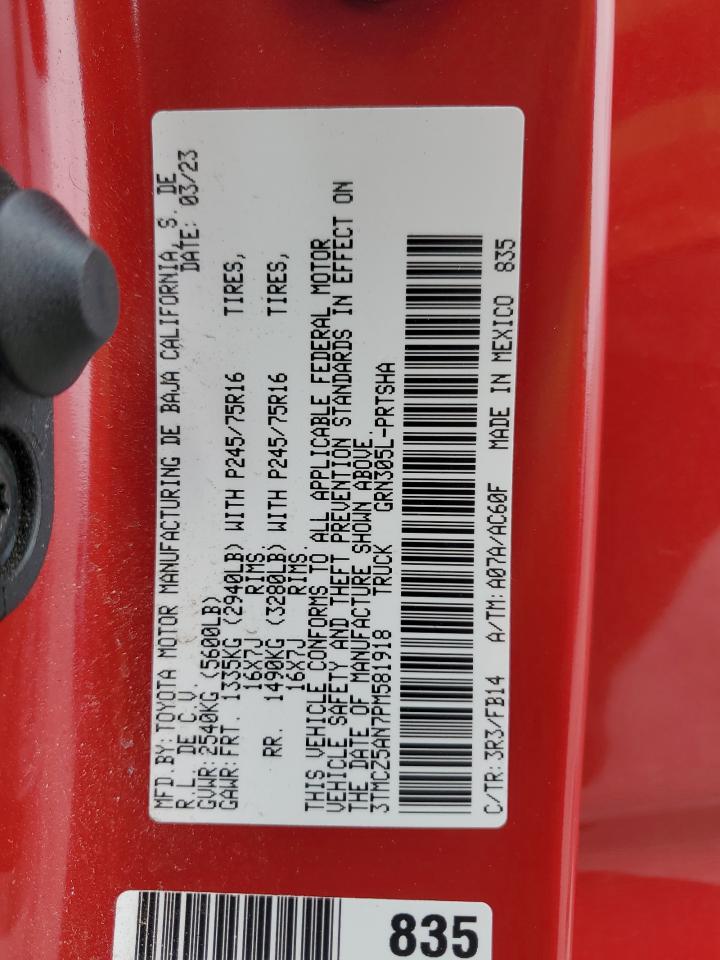 MFD.BY:TOYOTA MOTOR MANUFACTURING DE BAJA CALIFORNIA, S. DE
R.L. DE C.V. DATE: 03/23
GVWR:2540KG (5600LB)
GAWR:FRT. 1335KG (2940LB) WITH P245/75R16 TIRES,
16X7J RIMS.
RR. 1490KG (3280LB) WITH P245/75R16 TIRES,
16X7J RIMS.
THIS VEHICLE CONFORMS TO ALL APPLICABLE FEDERAL MOTOR
VEHICLE SAFETY AND THEFT PREVENTION STANDARDS IN EFFECT ON
THE DATE OF MANUFACTURE SHOWN ABOVE.
3TMCZ5AN7PM581918 TRUCK GRN305L-PRTSHA
C/TR:3R3/FB14 A/TM:A07A/AC60F MADE IN MEXICO 835
835